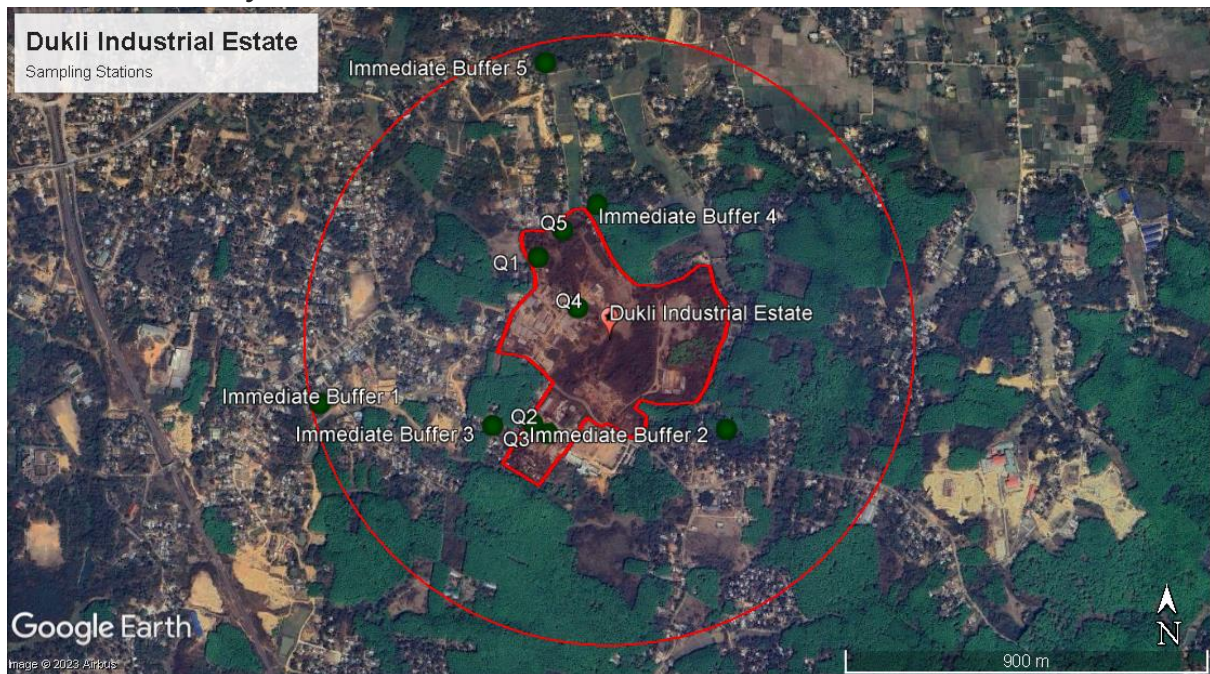 Dukli Industrial Estate
Sampling Stations
Immediate Buffer 5
Immediate Buffer 4
Q5
Q1
Q4
Dukli Industrial Estate
Immediate Buffer 1
Q2
Immediate Buffer 3
Q3
Immediate Buffer 2
Google Earth
Image © 2023 Airbus
900 m
N